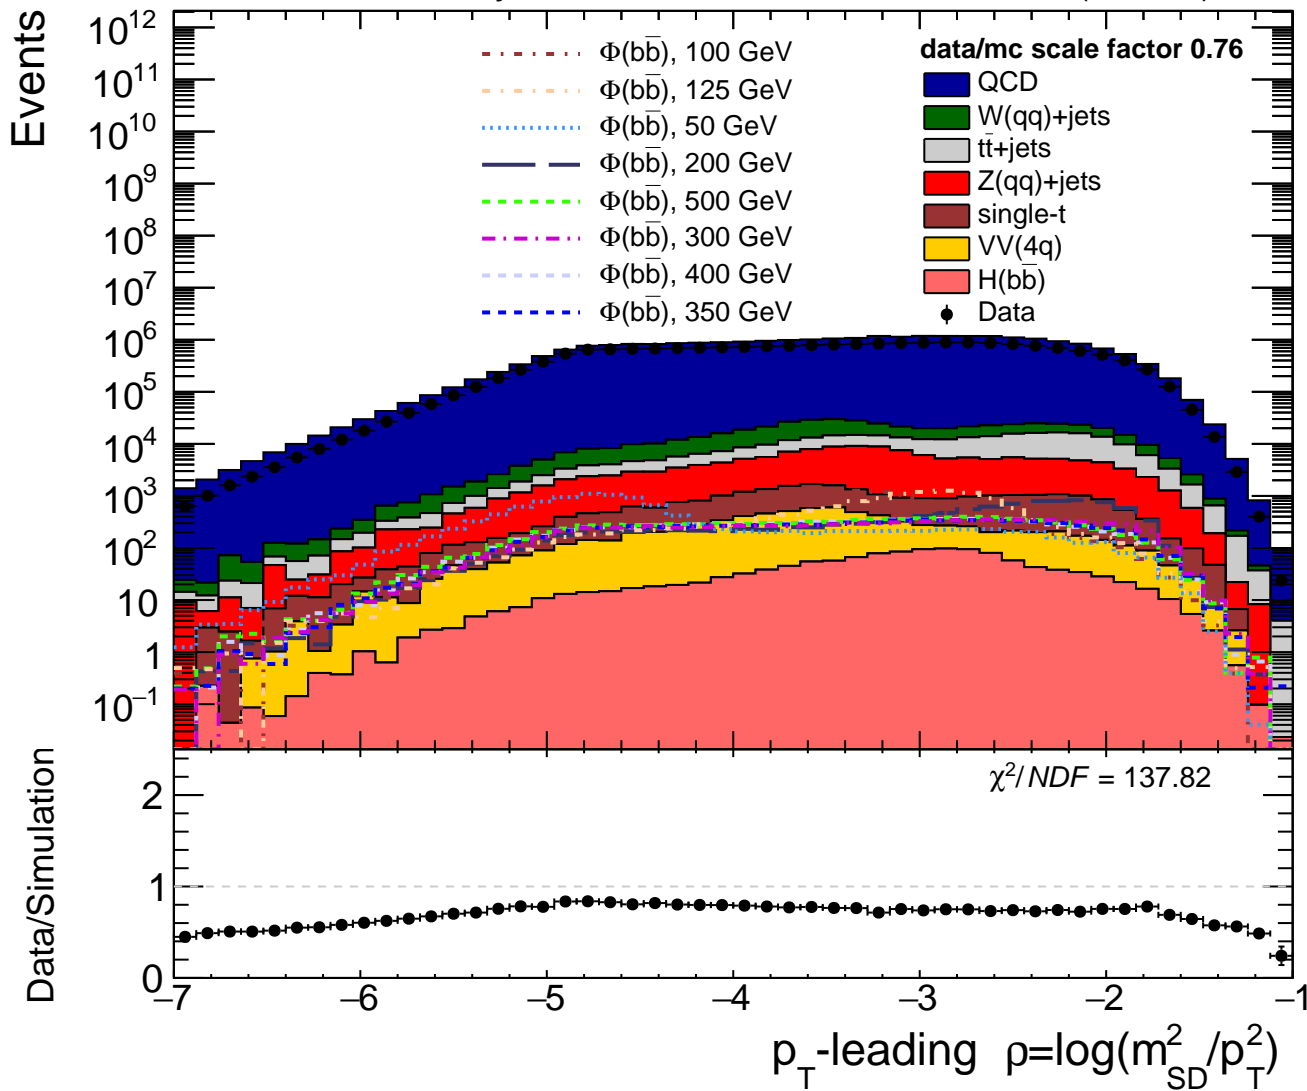 Events
10^12
10^11
10^10
10^9
10^8
10^7
10^6
10^5
10^4
10^3
10^2
10
1
10^−1
Φ(bb̅), 100 GeV
Φ(bb̅), 125 GeV
Φ(bb̅), 50 GeV
Φ(bb̅), 200 GeV
Φ(bb̅), 500 GeV
Φ(bb̅), 300 GeV
Φ(bb̅), 400 GeV
Φ(bb̅), 350 GeV
data/mc scale factor 0.76
QCD
W(qq)+jets
tt̅+jets
Z(qq)+jets
single-t
VV(4q)
H(bb̅)
Data
Data/Simulation
χ²/NDF = 137.82
2
1
0
−7 −6 −5 −4 −3 −2 −1
p_T-leading ρ=log(m²_SD/p²_T)